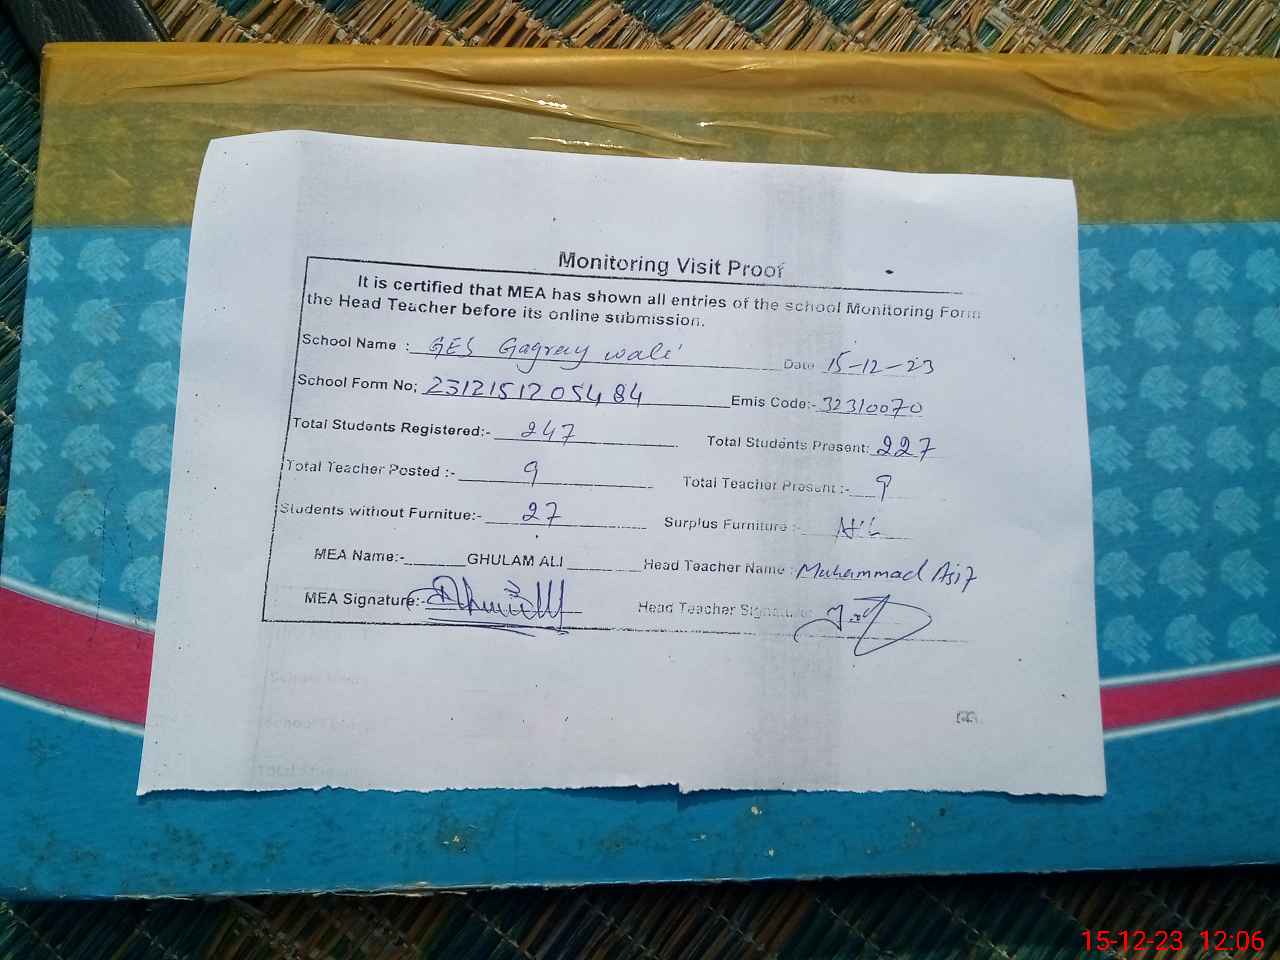 Monitoring Visit Proof
It is certified that MEA has shown all entries of the school Monitoring Form
the Head Teacher before its online submission.
School Name : GES Gagray wali Date 15-12-23
School Form No; 2312151205484 Emis Code:- 32310070
Total Students Registered:- 247 Total Students Present: 227
Total Teacher Posted :- 9 Total Teacher Present :- 9
Students without Furnitue:- 27 Surplus Furniture :- Nil
MEA Name:- GHULAM ALI Head Teacher Name : Muhammad Asif
MEA Signature:- Head Teacher Signature
15-12-23 12:06